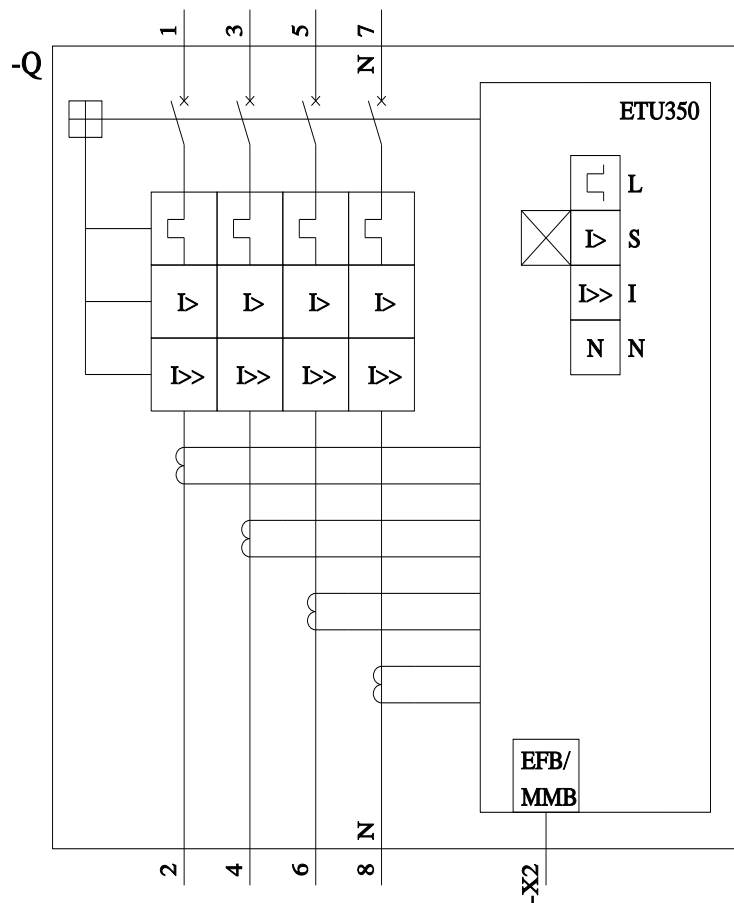 1 3 5 7
-Q
N
ETU350
L
I> S
I> I> I> I>
I>> I
N N
I>> I>> I>> I>>
EFB/
MMB
N
2 4 6 8
-X2